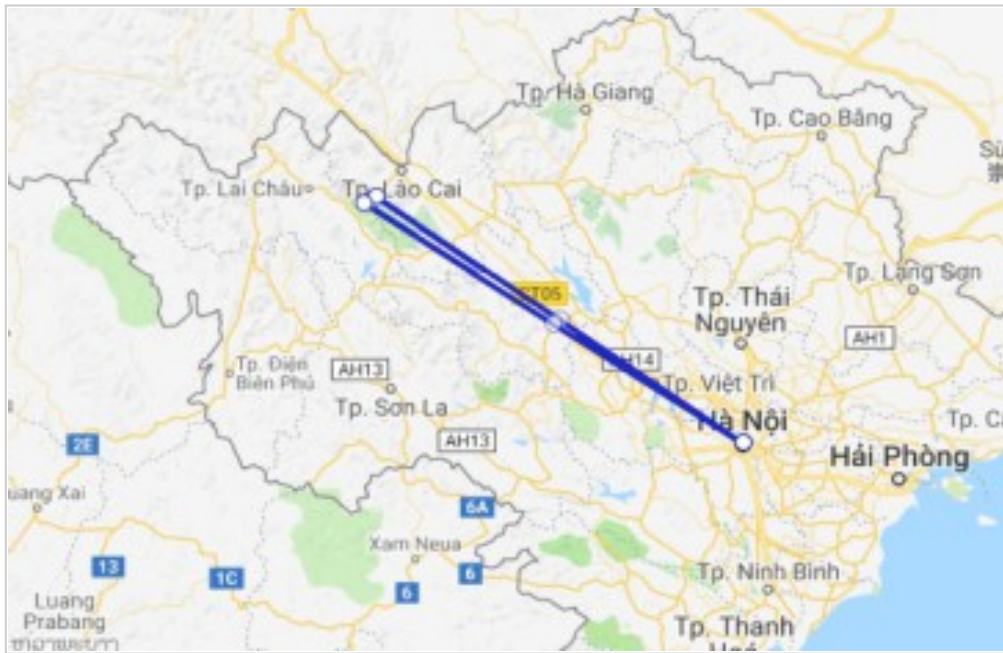 Tp. Hà Giang
Tp. Cao Bằng
Tp. Lai Châu
Tp. Lào Cai
Tp. Lạng Sơn
CT05
Tp. Thái
Nguyên
AH1
AH14
Tp. Điện
Biên Phủ
AH13
Tp. Việt Trì
Tp. Sơn La
Hà Nội
AH13
2E
Hải Phòng
uang Xai
6A
Xam Neua
13
1C
6
6
Tp. Ninh Bình
Luang
Prabang
Tp. Thanh